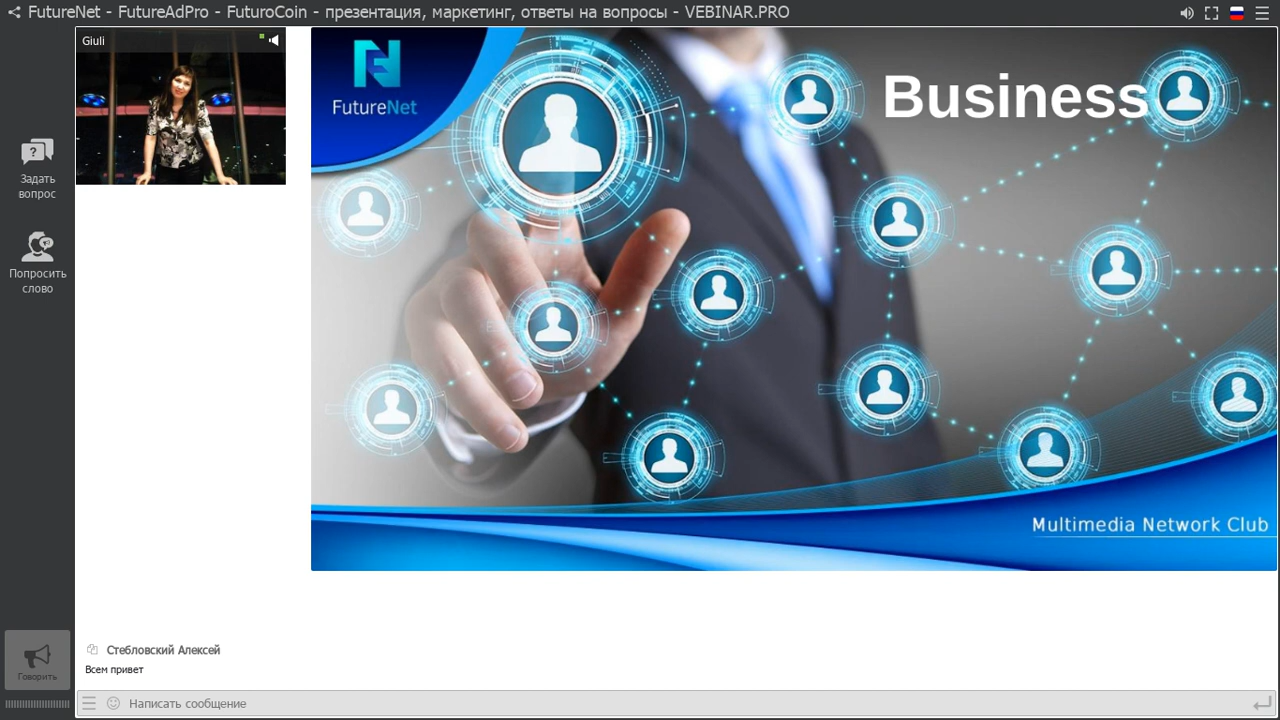 FutureNet - FutureAdPro - FuturoCoin - презентация, маркетинг, ответы на вопросы - VEBINAR.PRO
Giuli
FutureNet
Business
Задать
вопрос
Попросить
слово
Multimedia Network Club
Стебловский Алексей
Всем привет
Говорить
Написать сообщение